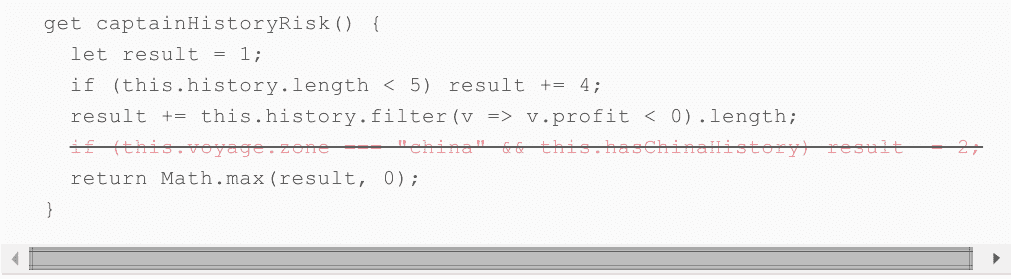 get captainHistoryRisk() {
let result = 1;
if (this.history.length < 5) result += 4;
result += this.history.filter(v => v.profit < 0).length;
if (this.voyage.zone === "china" && this.hasChinaHistory) result -= 2;
return Math.max(result, 0);
}